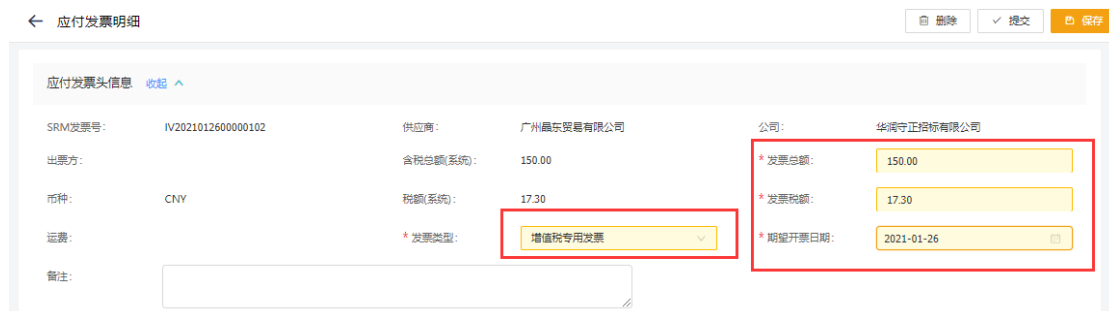 应付发票明细 删除 提交 保存
应付发票头信息 收起
SRM发票号: IV2021012600000102 供应商: 广州晶东贸易有限公司 公司: 华润守正招标有限公司
出票方: 含税总额(系统): 150.00 * 发票总额: 150.00
币种: CNY 税额(系统): 17.30 * 发票税额: 17.30
运费: * 发票类型: 增值税专用发票 * 期望开票日期: 2021-01-26
备注: